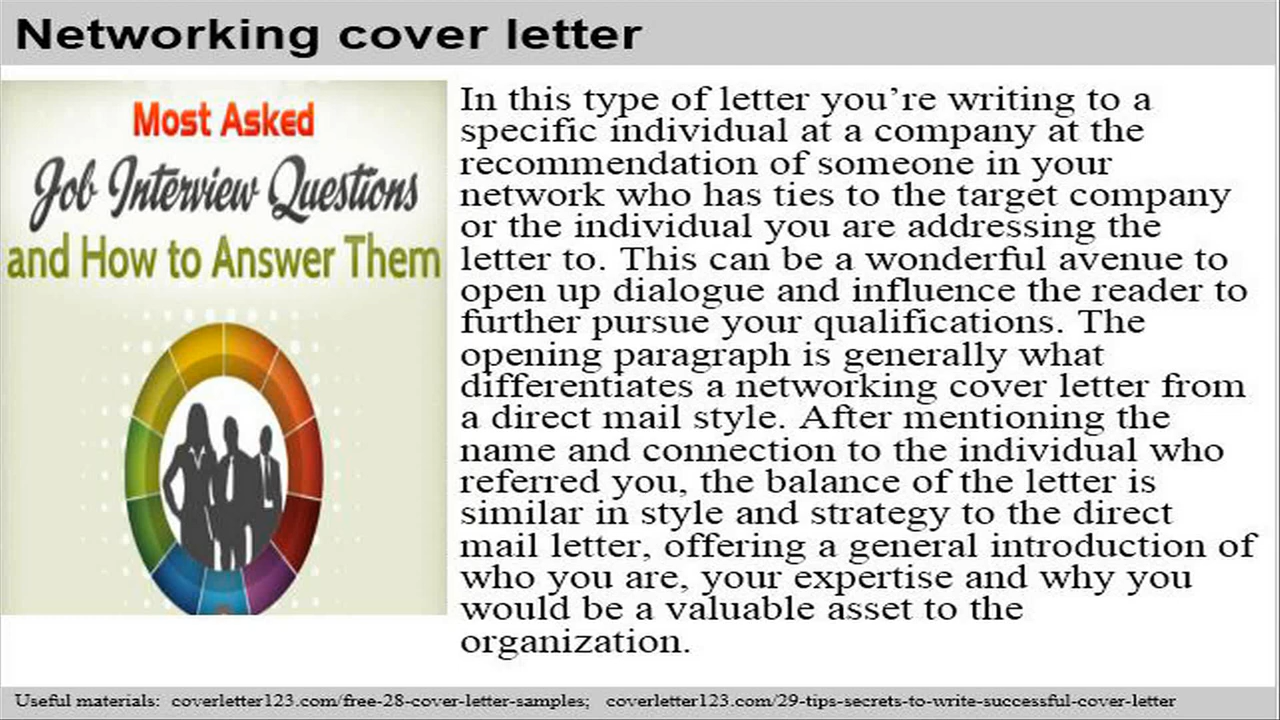 Networking cover letter
Most Asked
Job Interview Questions
and How to Answer Them
In this type of letter you’re writing to a
specific individual at a company at the
recommendation of someone in your
network who has ties to the target company
or the individual you are addressing the
letter to. This can be a wonderful avenue to
open up dialogue and influence the reader to
further pursue your qualifications. The
opening paragraph is generally what
differentiates a networking cover letter from
a direct mail style. After mentioning the
name and connection to the individual who
referred you, the balance of the letter is
similar in style and strategy to the direct
mail letter, offering a general introduction of
who you are, your expertise and why you
would be a valuable asset to the
organization.
Useful materials: coverletter123.com/free-28-cover-letter-samples; coverletter123.com/29-tips-secrets-to-write-successful-cover-letter